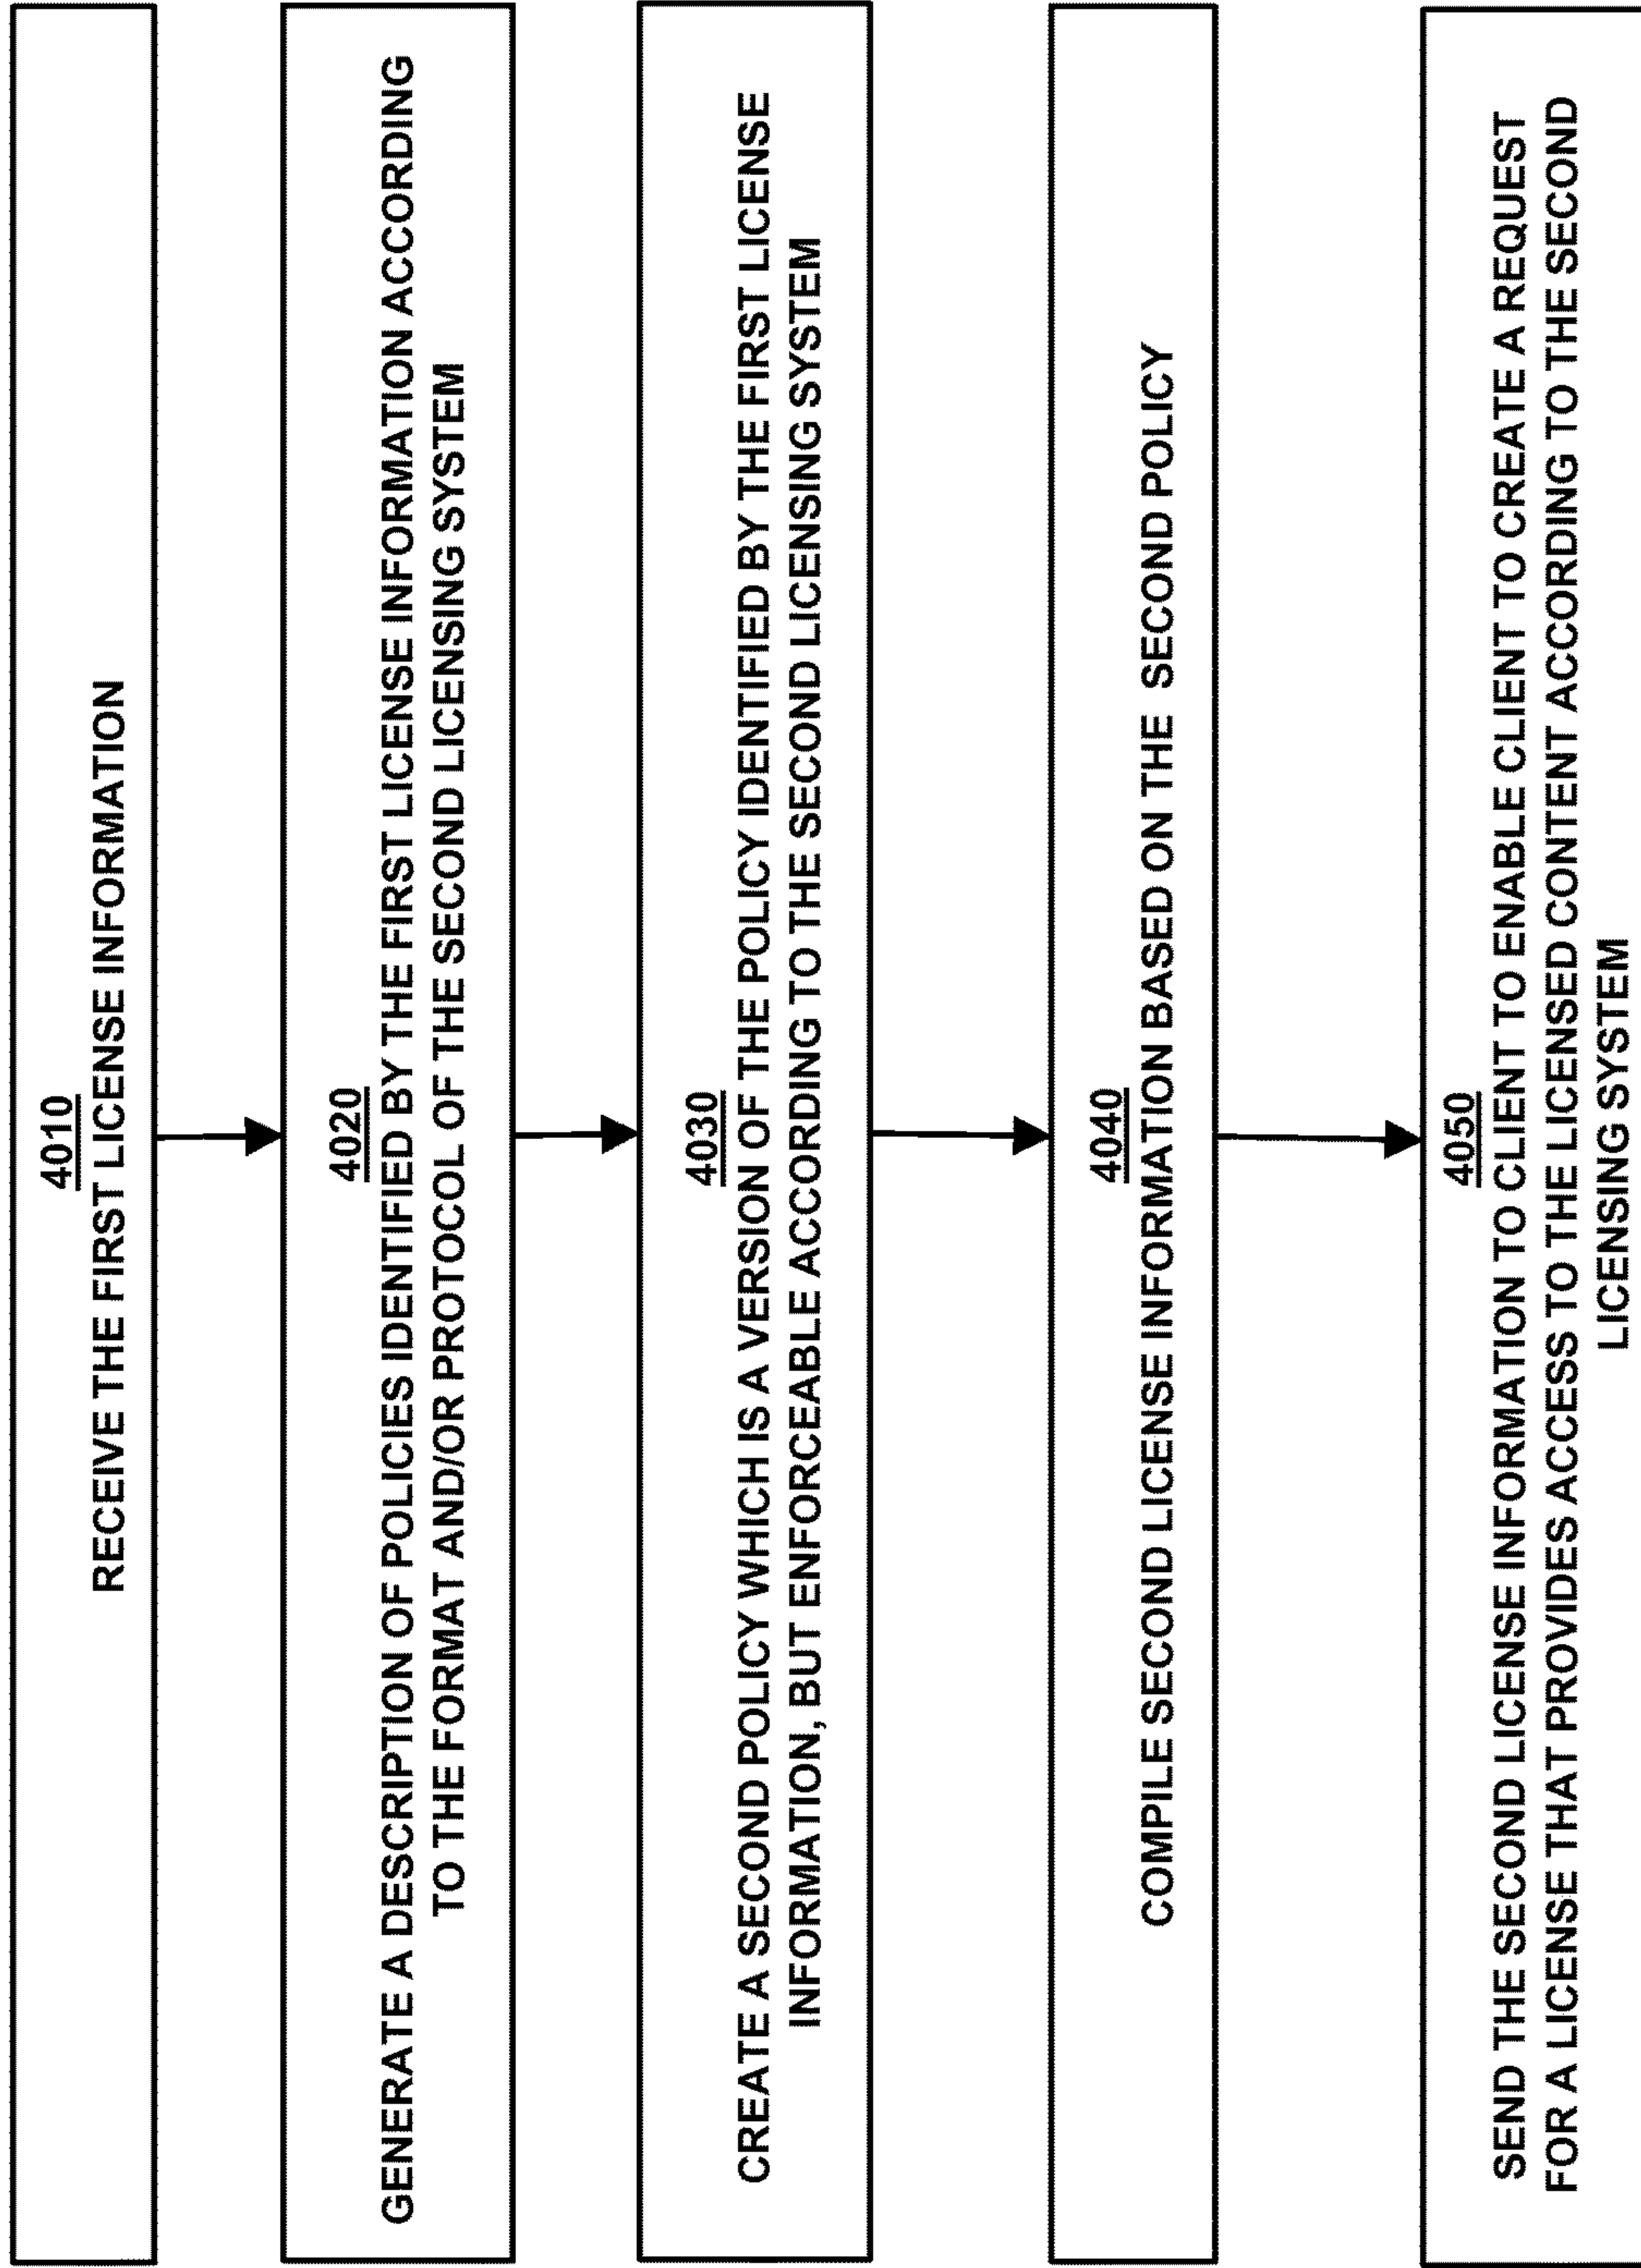 4010
RECEIVE THE FIRST LICENSE INFORMATION
4020
GENERATE A DESCRIPTION OF POLICIES IDENTIFIED BY THE FIRST LICENSE INFORMATION ACCORDING
TO THE FORMAT AND/OR PROTOCOL OF THE SECOND LICENSING SYSTEM
4030
CREATE A SECOND POLICY WHICH IS A VERSION OF THE POLICY IDENTIFIED BY THE FIRST LICENSE
INFORMATION, BUT ENFORCEABLE ACCORDING TO THE SECOND LICENSING SYSTEM
4040
COMPILE SECOND LICENSE INFORMATION BASED ON THE SECOND POLICY
4050
SEND THE SECOND LICENSE INFORMATION TO CLIENT TO ENABLE CLIENT TO CREATE A REQUEST
FOR A LICENSE THAT PROVIDES ACCESS TO THE LICENSED CONTENT ACCORDING TO THE SECOND
LICENSING SYSTEM